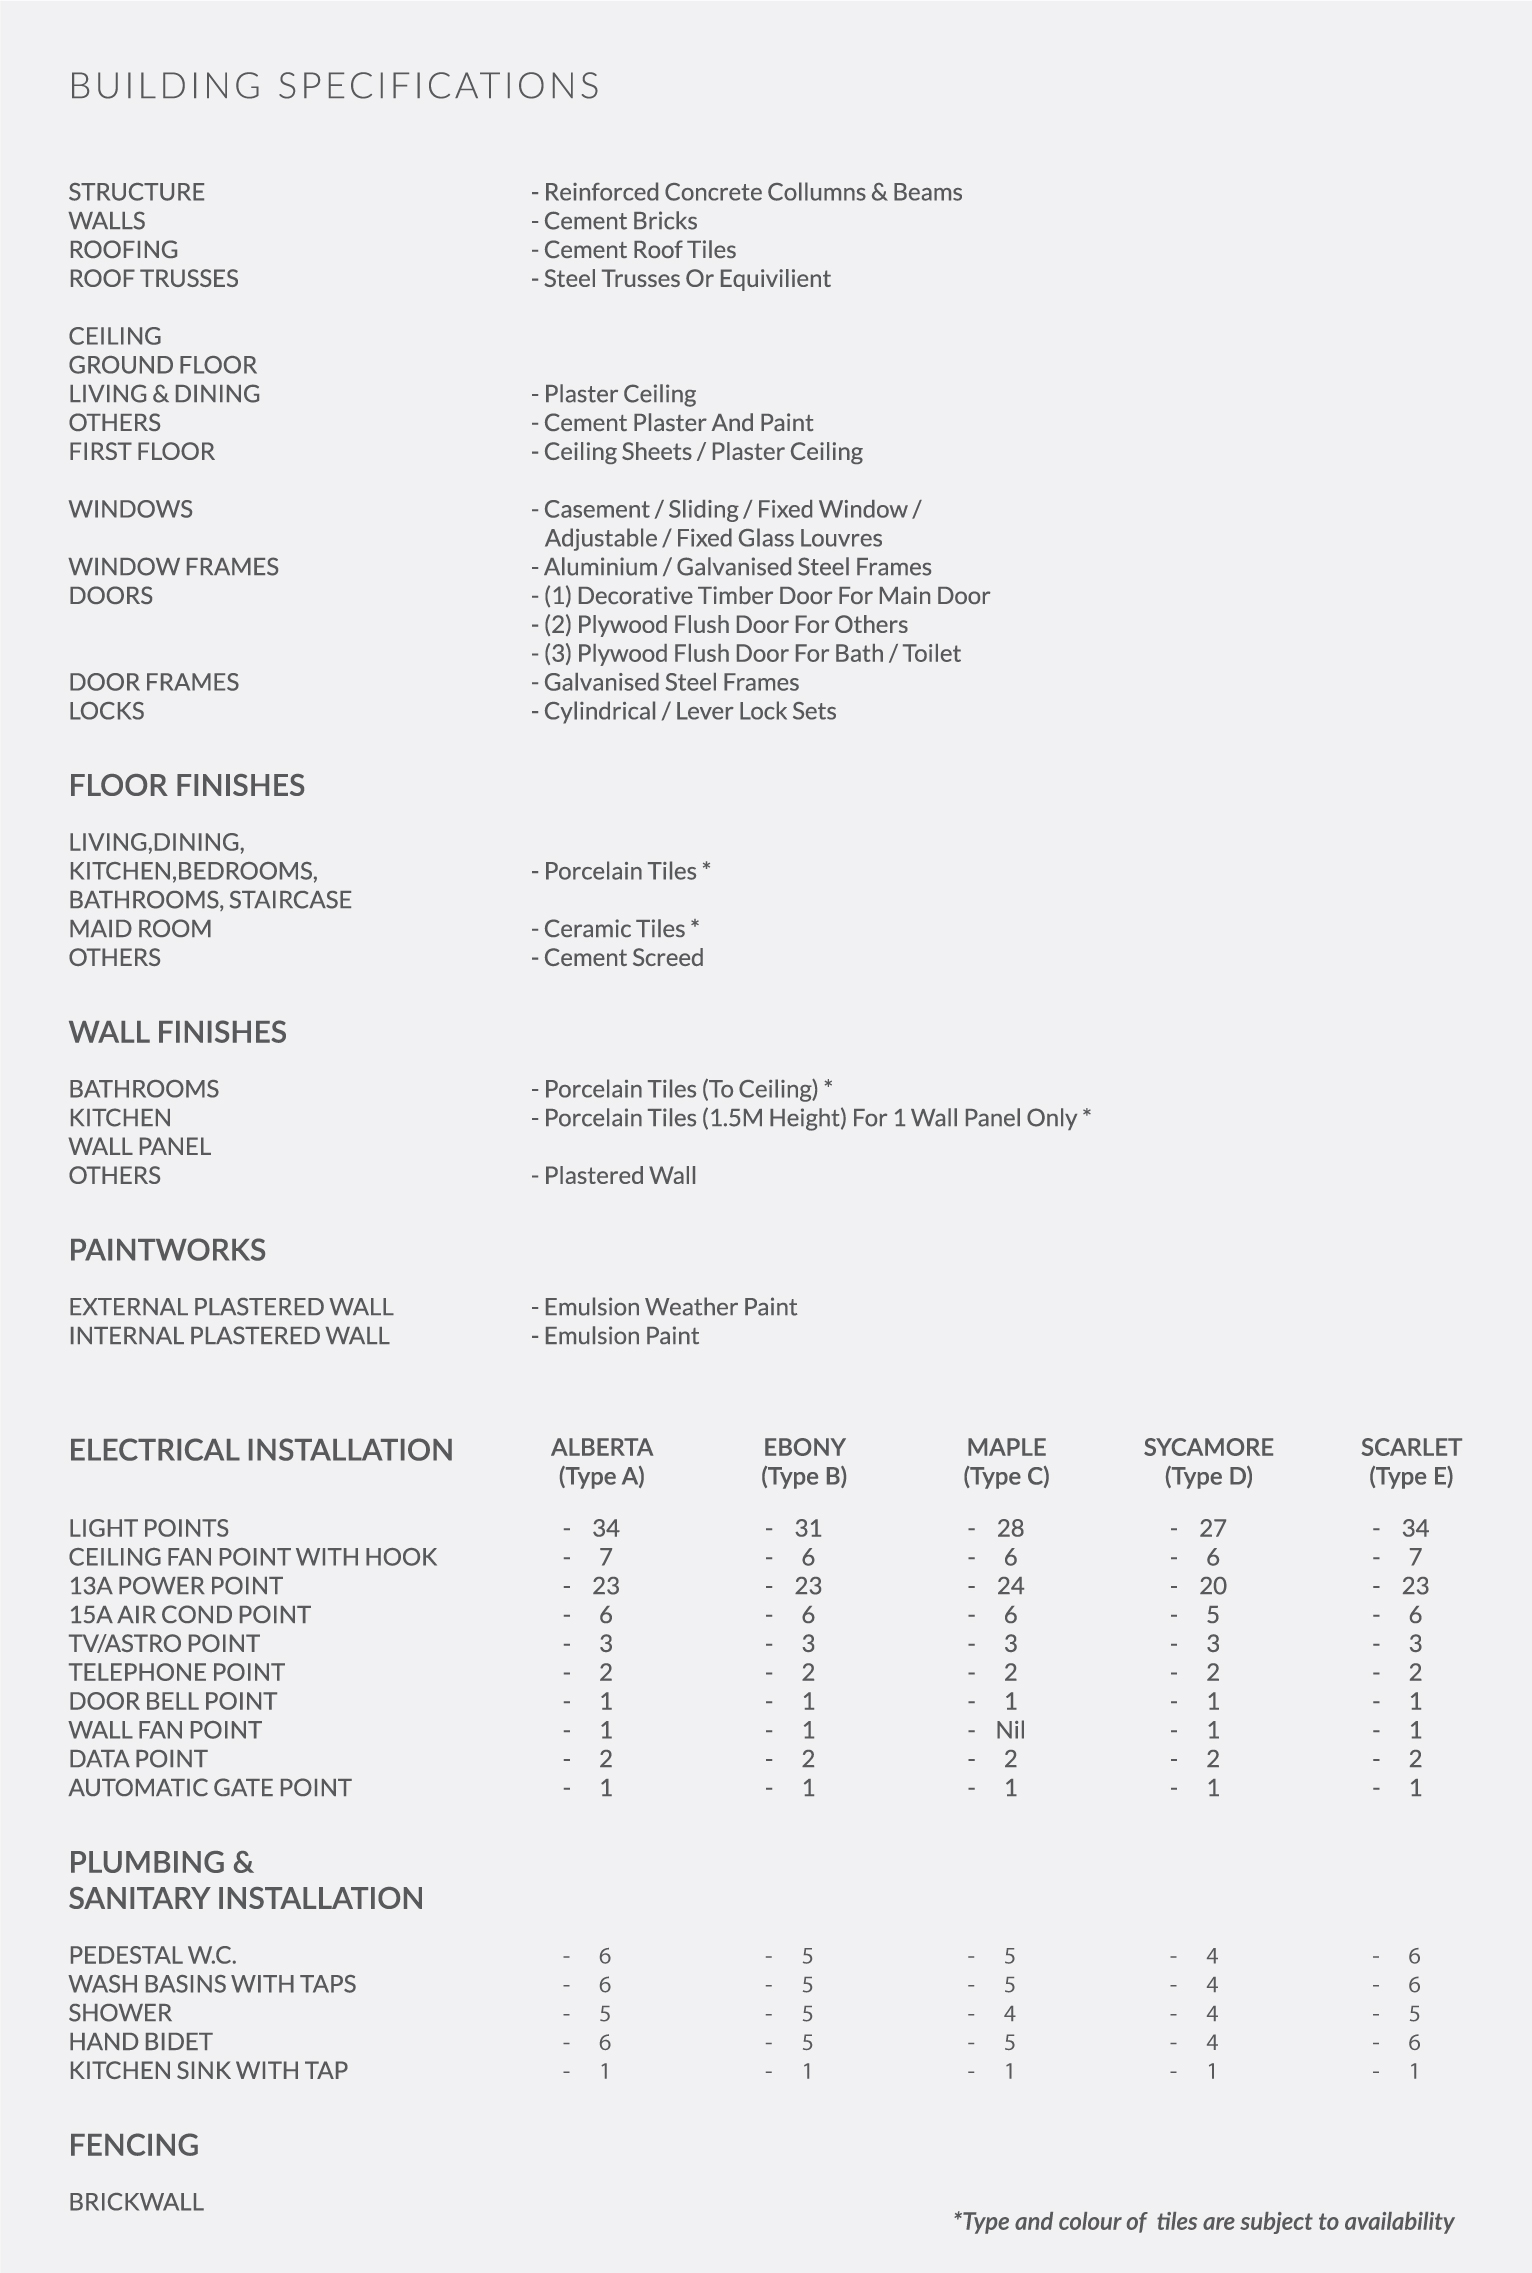 BUILDING SPECIFICATIONS
STRUCTURE - Reinforced Concrete Collumns & Beams
WALLS - Cement Bricks
ROOFING - Cement Roof Tiles
ROOF TRUSSES - Steel Trusses Or Equivilient
CEILING
GROUND FLOOR
LIVING & DINING - Plaster Ceiling
OTHERS - Cement Plaster And Paint
FIRST FLOOR - Ceiling Sheets / Plaster Ceiling
WINDOWS - Casement / Sliding / Fixed Window /
Adjustable / Fixed Glass Louvres
WINDOW FRAMES - Aluminium / Galvanised Steel Frames
DOORS - (1) Decorative Timber Door For Main Door
- (2) Plywood Flush Door For Others
- (3) Plywood Flush Door For Bath / Toilet
DOOR FRAMES - Galvanised Steel Frames
LOCKS - Cylindrical / Lever Lock Sets
FLOOR FINISHES
LIVING,DINING,
KITCHEN,BEDROOMS, - Porcelain Tiles *
BATHROOMS, STAIRCASE
MAID ROOM - Ceramic Tiles *
OTHERS - Cement Screed
WALL FINISHES
BATHROOMS - Porcelain Tiles (To Ceiling) *
KITCHEN - Porcelain Tiles (1.5M Height) For 1 Wall Panel Only *
WALL PANEL
OTHERS - Plastered Wall
PAINTWORKS
EXTERNAL PLASTERED WALL - Emulsion Weather Paint
INTERNAL PLASTERED WALL - Emulsion Paint
ELECTRICAL INSTALLATION ALBERTA EBONY MAPLE SYCAMORE SCARLET
(Type A) (Type B) (Type C) (Type D) (Type E)
LIGHT POINTS - 34 - 31 - 28 - 27 - 34
CEILING FAN POINT WITH HOOK - 7 - 6 - 6 - 6 - 7
13A POWER POINT - 23 - 23 - 24 - 20 - 23
15A AIR COND POINT - 6 - 6 - 6 - 5 - 6
TV/ASTRO POINT - 3 - 3 - 3 - 3 - 3
TELEPHONE POINT - 2 - 2 - 2 - 2 - 2
DOOR BELL POINT - 1 - 1 - 1 - 1 - 1
WALL FAN POINT - 1 - 1 - Nil - 1 - 1
DATA POINT - 2 - 2 - 2 - 2 - 2
AUTOMATIC GATE POINT - 1 - 1 - 1 - 1 - 1
PLUMBING &
SANITARY INSTALLATION
PEDESTAL W.C. - 6 - 5 - 5 - 4 - 6
WASH BASINS WITH TAPS - 6 - 5 - 5 - 4 - 6
SHOWER - 5 - 5 - 4 - 4 - 5
HAND BIDET - 6 - 5 - 5 - 4 - 6
KITCHEN SINK WITH TAP - 1 - 1 - 1 - 1 - 1
FENCING
BRICKWALL
*Type and colour of tiles are subject to availability